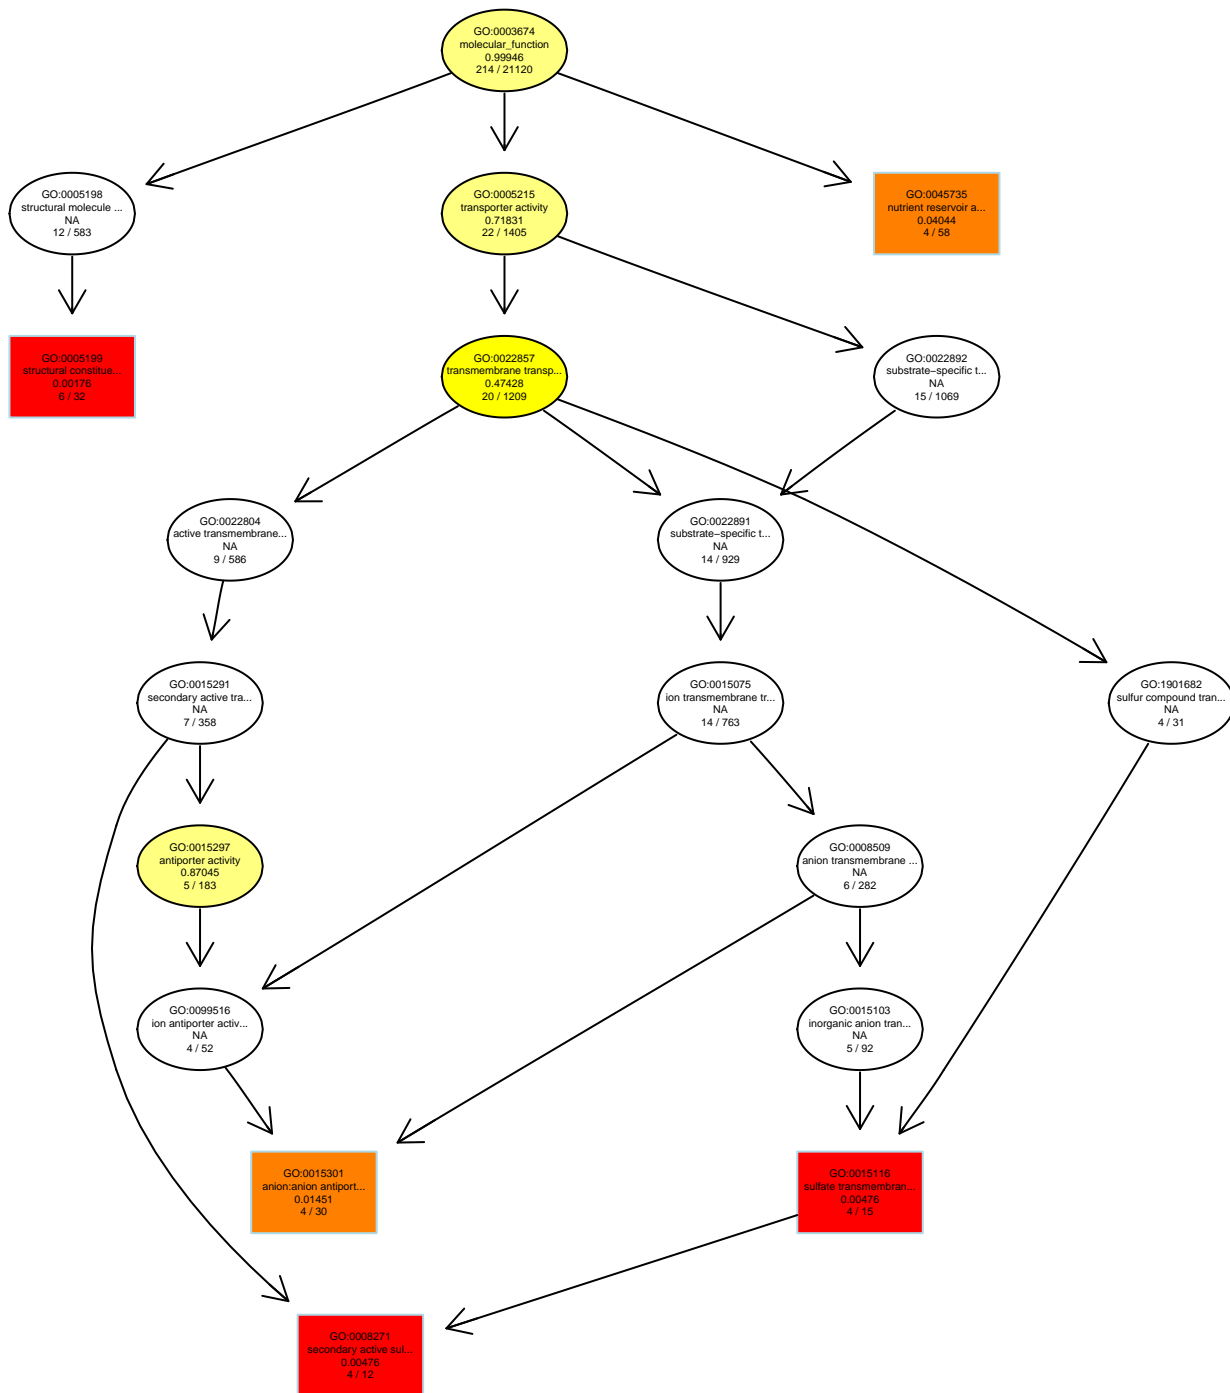 GO:0003674
molecular_function
0.99946
214 / 21120
GO:0005198
structural molecule ...
NA
12 / 583
GO:0005215
transporter activity
0.71831
22 / 1405
GO:0045735
nutrient reservoir a...
0.04044
4 / 58
GO:0005199
structural constitue...
0.00176
6 / 32
GO:0022857
transmembrane transp...
0.47428
20 / 1209
GO:0022892
substrate−specific t...
NA
15 / 1069
GO:0022804
active transmembrane...
NA
9 / 586
GO:0022891
substrate−specific t...
NA
14 / 929
GO:0015291
secondary active tra...
NA
7 / 358
GO:0015075
ion transmembrane tr...
NA
14 / 763
GO:1901682
sulfur compound tran...
NA
4 / 31
GO:0015297
antiporter activity
0.87045
5 / 183
GO:0008509
anion transmembrane ...
NA
6 / 282
GO:0099516
ion antiporter activ...
NA
4 / 52
GO:0015103
inorganic anion tran...
NA
5 / 92
GO:0015301
anion:anion antiport...
0.01451
4 / 30
GO:0015116
sulfate transmembran...
0.00476
4 / 15
GO:0008271
secondary active sul...
0.00476
4 / 12